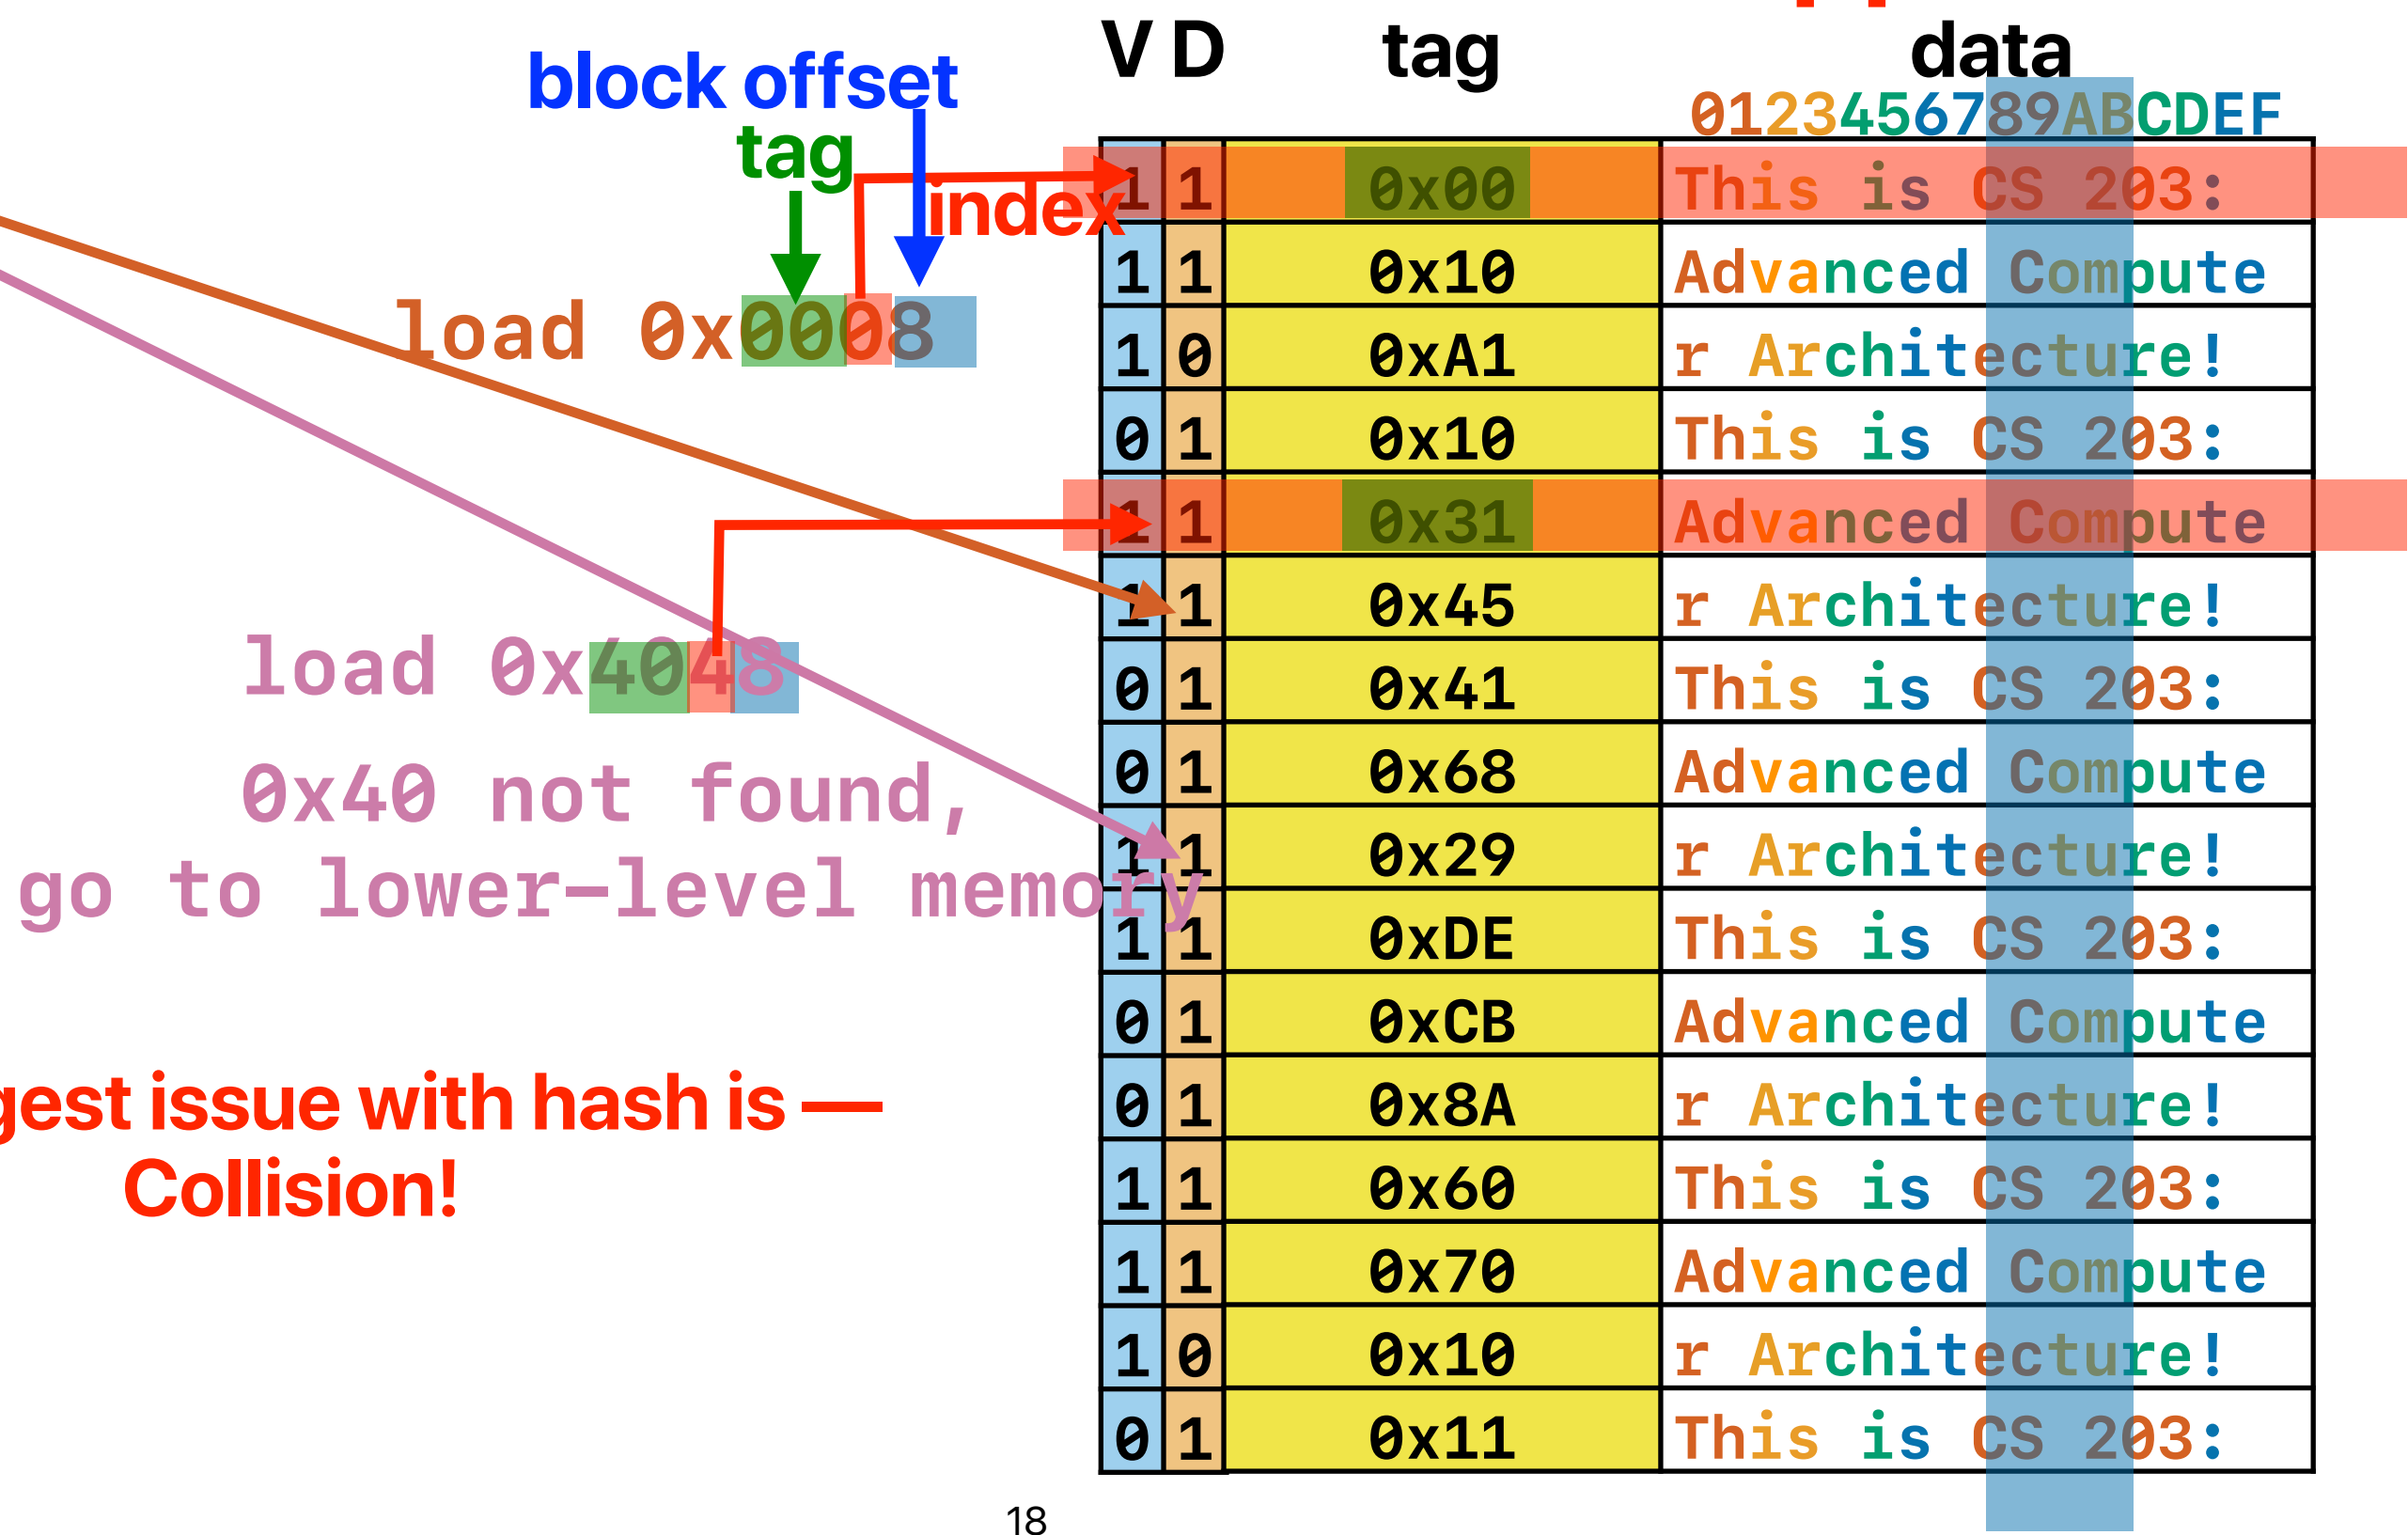 V D tag data
block offset
0123456789ABCDEF
tag
index
1 1 0x00 This is CS 203:
1 1 0x10 Advanced Compute
load 0x0008
1 0 0xA1 r Architecture!
0 1 0x10 This is CS 203:
1 1 0x31 Advanced Compute
1 1 0x45 r Architecture!
load 0x4048
0 1 0x41 This is CS 203:
0x40 not found,
0 1 0x68 Advanced Compute
1 1 0x29 r Architecture!
go to lower-level memory
1 1 0xDE This is CS 203:
0 1 0xCB Advanced Compute
gest issue with hash is —
0 1 0x8A r Architecture!
Collision!
1 1 0x60 This is CS 203:
1 1 0x70 Advanced Compute
1 0 0x10 r Architecture!
0 1 0x11 This is CS 203:
18